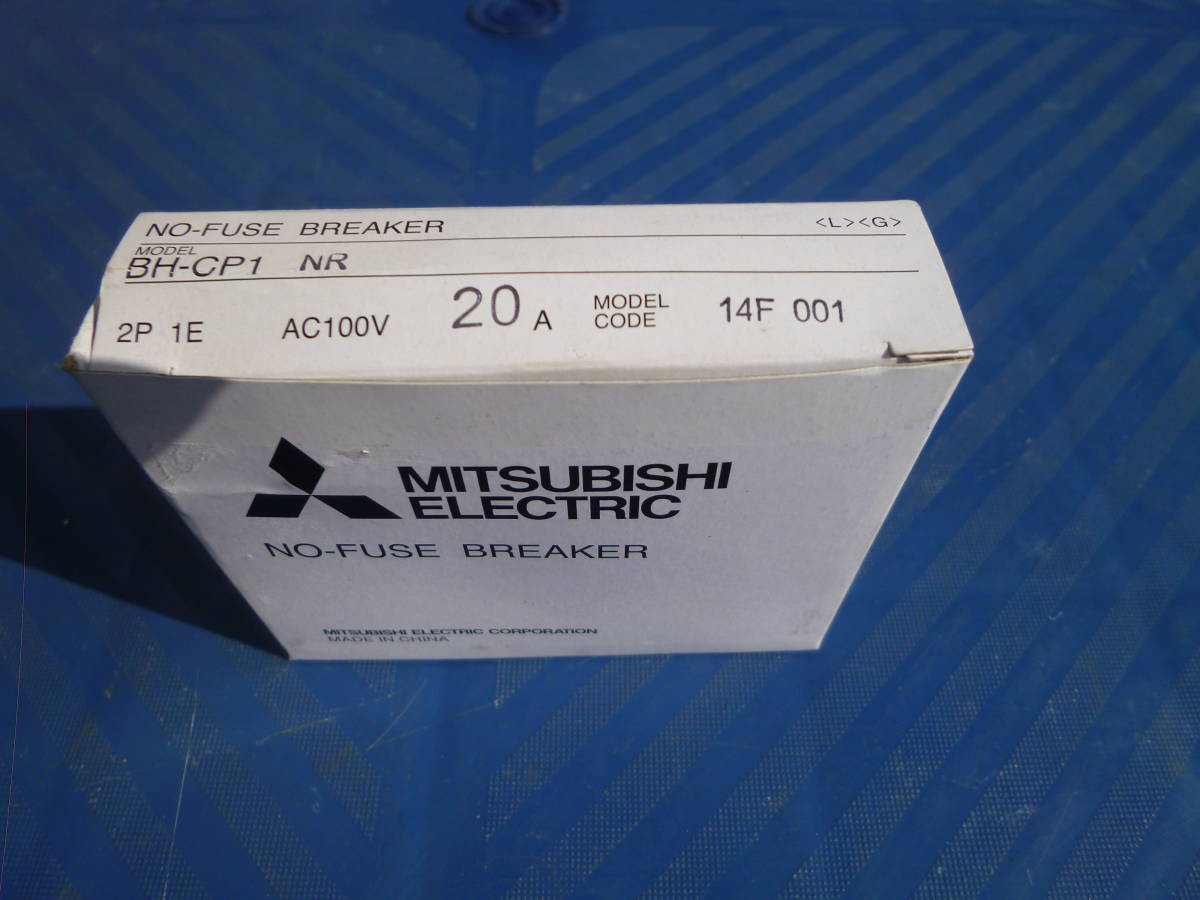 NO-FUSE BREAKER <L><G>
MODEL
BH-CP1 NR
2P 1E AC100V 20 A MODEL CODE 14F 001
MITSUBISHI
ELECTRIC
NO-FUSE BREAKER
MITSUBISHI ELECTRIC CORPORATION
MADE IN CHINA